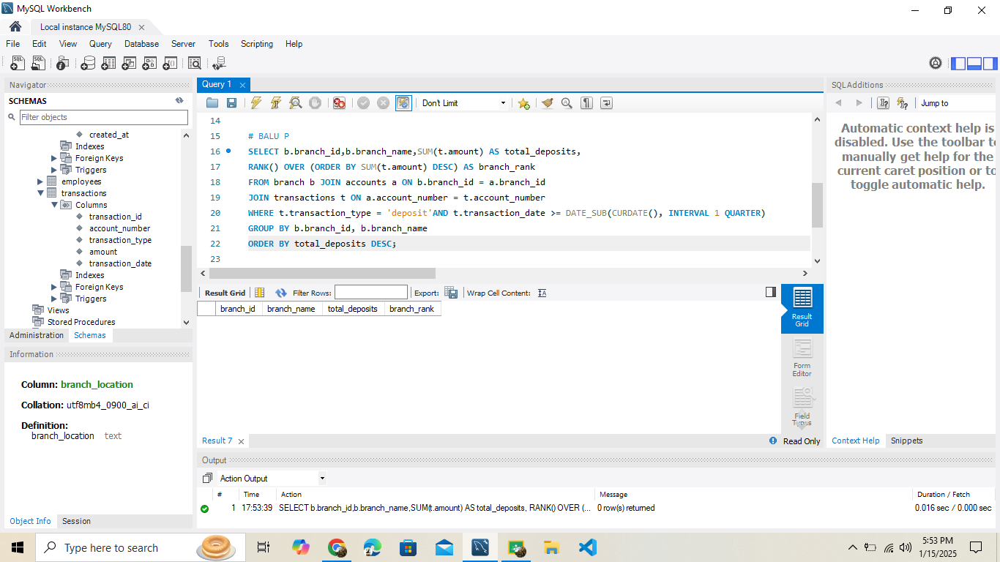 MySQL Workbench
Local instance MySQL80
File Edit View Query Database Server Tools Scripting Help
Navigator
SCHEMAS
Filter objects
created_at
Indexes
Foreign Keys
Triggers
employees
transactions
Columns
transaction_id
account_number
transaction_type
amount
transaction_date
Indexes
Foreign Keys
Triggers
Views
Stored Procedures
Administration Schemas
Information
Column: branch_location
Collation: utf8mb4_0900_ai_ci
Definition:
branch_location text
Object Info Session
Query 1
Don't Limit
14
15 # BALU P
16 SELECT b.branch_id,b.branch_name,SUM(t.amount) AS total_deposits,
17 RANK() OVER (ORDER BY SUM(t.amount) DESC) AS branch_rank
18 FROM branch b JOIN accounts a ON b.branch_id = a.branch_id
19 JOIN transactions t ON a.account_number = t.account_number
20 WHERE t.transaction_type = 'deposit'AND t.transaction_date >= DATE_SUB(CURDATE(), INTERVAL 1 QUARTER)
21 GROUP BY b.branch_id, b.branch_name
22 ORDER BY total_deposits DESC;
23
Result Grid Filter Rows: Export: Wrap Cell Content:
branch_id branch_name total_deposits branch_rank
Result
Grid
Form
Editor
Field
Types
Result 7
Read Only
Output
Action Output
# Time Action Message Duration / Fetch
1 17:53:39 SELECT b.branch_id,b.branch_name,SUM(t.amount) AS total_deposits, RANK() OVER (... 0 row(s) returned 0.016 sec / 0.000 sec
SQLAdditions
Jump to
Automatic context help is
disabled. Use the toolbar to
manually get help for the
current caret position or to
toggle automatic help.
Context Help Snippets
Type here to search
5:53 PM
1/15/2025